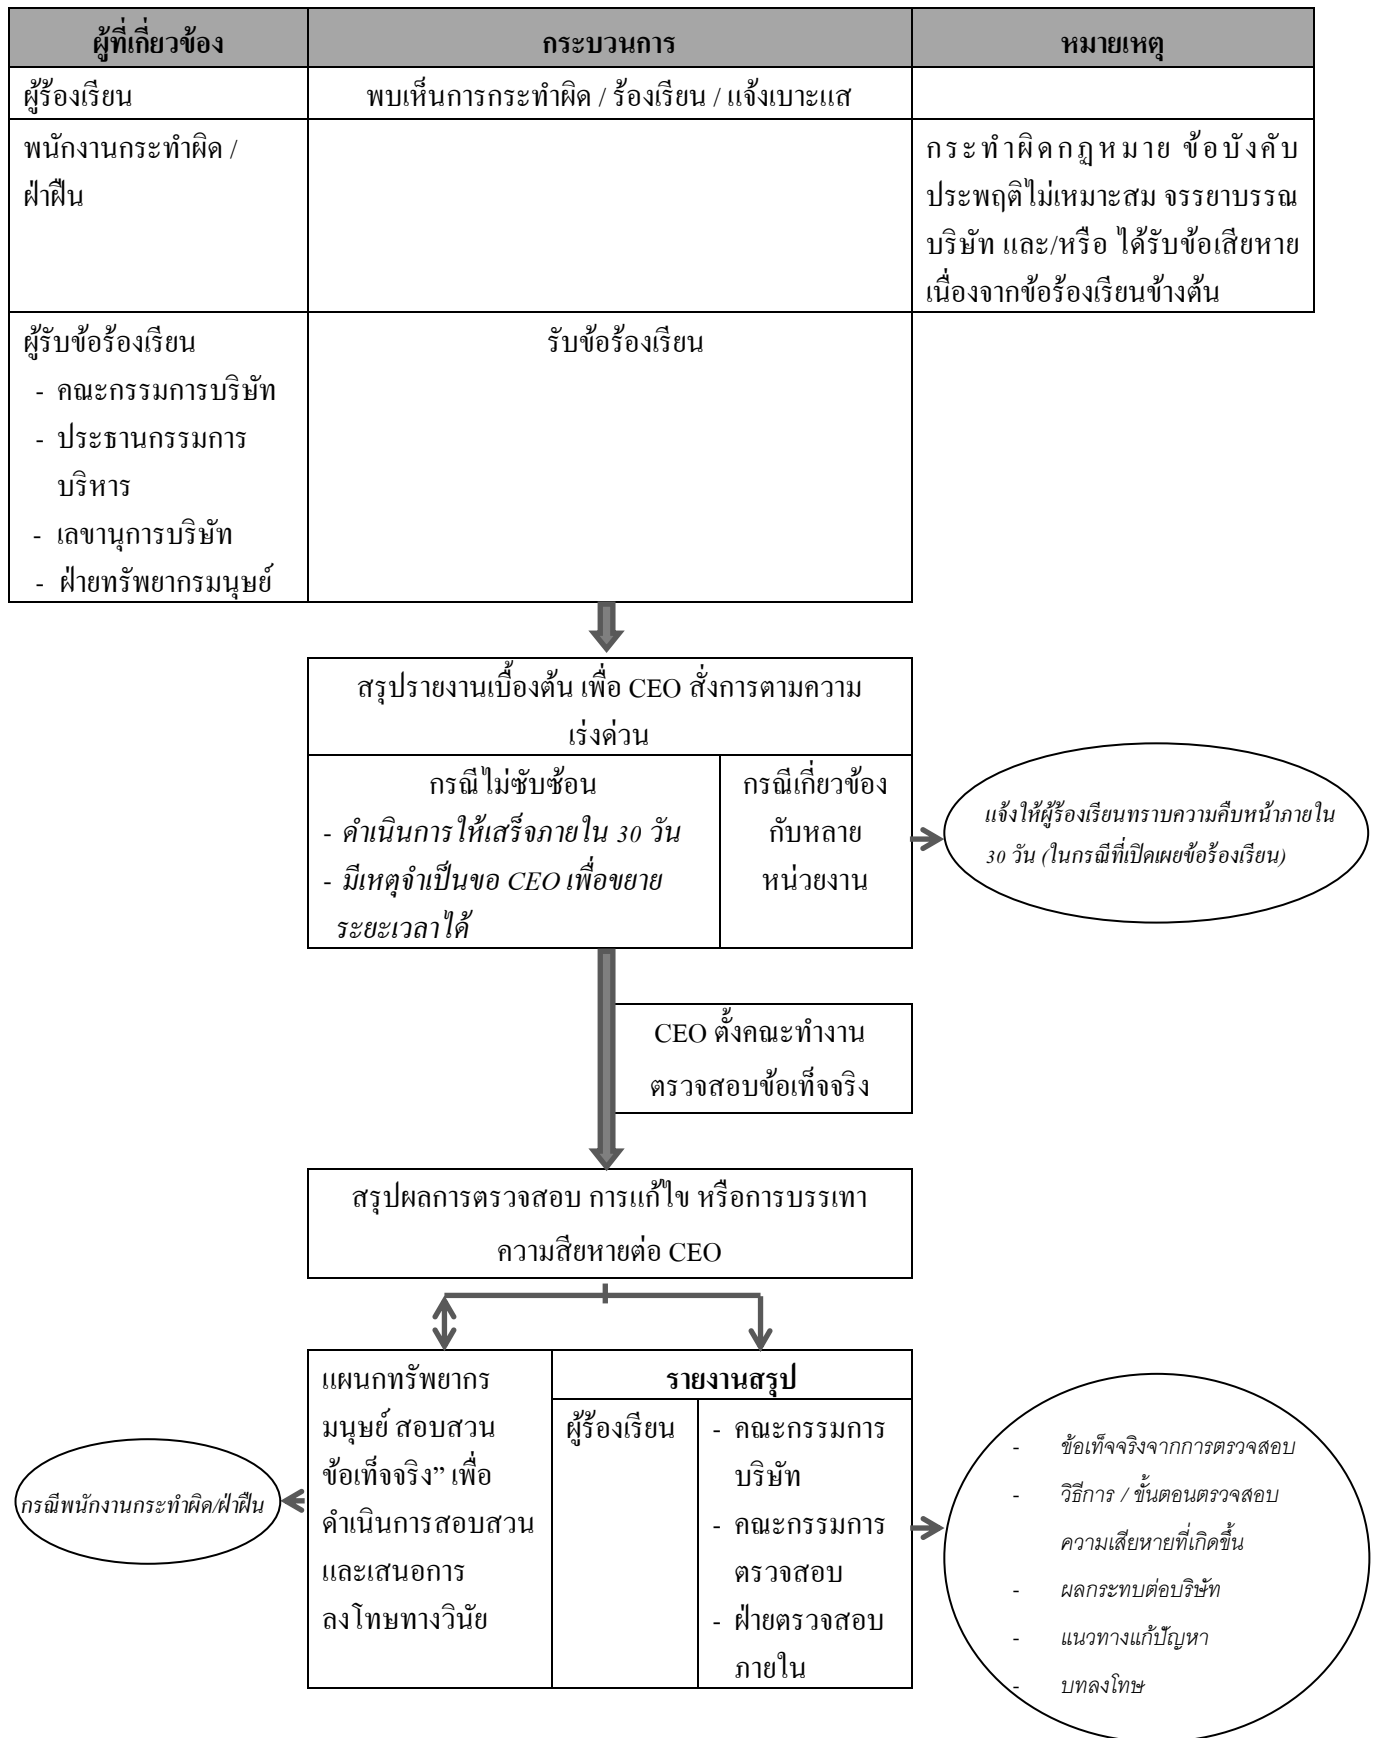 ผู้ที่เกี่ยวข้อง
กระบวนการ
หมายเหตุ
ผู้ร้องเรียน
พบเห็นการกระทำผิด / ร้องเรียน / แจ้งเบาะแส
พนักงานกระทำผิด /
ฝ่าฝืน
กระทำผิดกฎหมาย ข้อบังคับ
ประพฤติไม่เหมาะสม จรรยาบรรณ
บริษัท และ/หรือ ได้รับข้อเสียหาย
เนื่องจากข้อร้องเรียนข้างต้น
ผู้รับข้อร้องเรียน
- คณะกรรมการบริษัท
- ประธานกรรมการ
บริหาร
- เลขานุการบริษัท
- ฝ่ายทรัพยากรมนุษย์
รับข้อร้องเรียน
สรุปรายงานเบื้องต้น เพื่อ CEO สั่งการตามความ
เร่งด่วน
กรณีไม่ซับซ้อน
- ดำเนินการให้เสร็จภายใน 30 วัน
- มีเหตุจำเป็นขอ CEO เพื่อขยาย
ระยะเวลาได้
กรณีเกี่ยวข้อง
กับหลาย
หน่วยงาน
แจ้งให้ผู้ร้องเรียนทราบความคืบหน้าภายใน
30 วัน (ในกรณีที่เปิดเผยข้อร้องเรียน)
CEO ตั้งคณะทำงาน
ตรวจสอบข้อเท็จจริง
สรุปผลการตรวจสอบ การแก้ไข หรือการบรรเทา
ความสียหายต่อ CEO
แผนกทรัพยากร
มนุษย์ สอบสวน
ข้อเท็จจริง” เพื่อ
ดำเนินการสอบสวน
และเสนอการ
ลงโทษทางวินัย
รายงานสรุป
ผู้ร้องเรียน
- คณะกรรมการ
บริษัท
- คณะกรรมการ
ตรวจสอบ
- ฝ่ายตรวจสอบ
ภายใน
กรณีพนักงานกระทำผิด/ฝ่าฝืน
- ข้อเท็จจริงจากการตรวจสอบ
- วิธีการ / ขั้นตอนตรวจสอบ
ความเสียหายที่เกิดขึ้น
- ผลกระทบต่อบริษัท
- แนวทางแก้ปัญหา
- บทลงโทษ